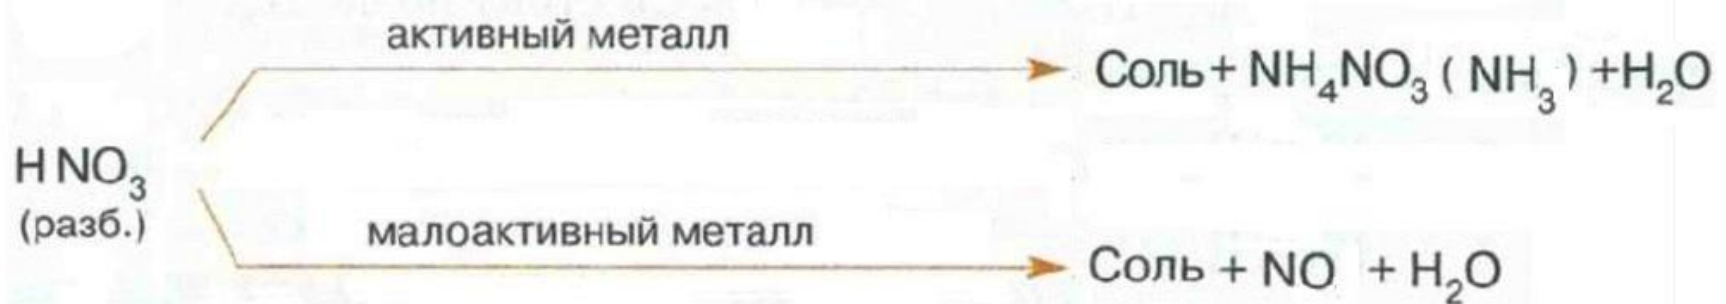 активный металл
Соль + NH₄NO₃ ( NH₃ ) + H₂O
HNO₃
(разб.)
малоактивный металл
Соль + NO + H₂O